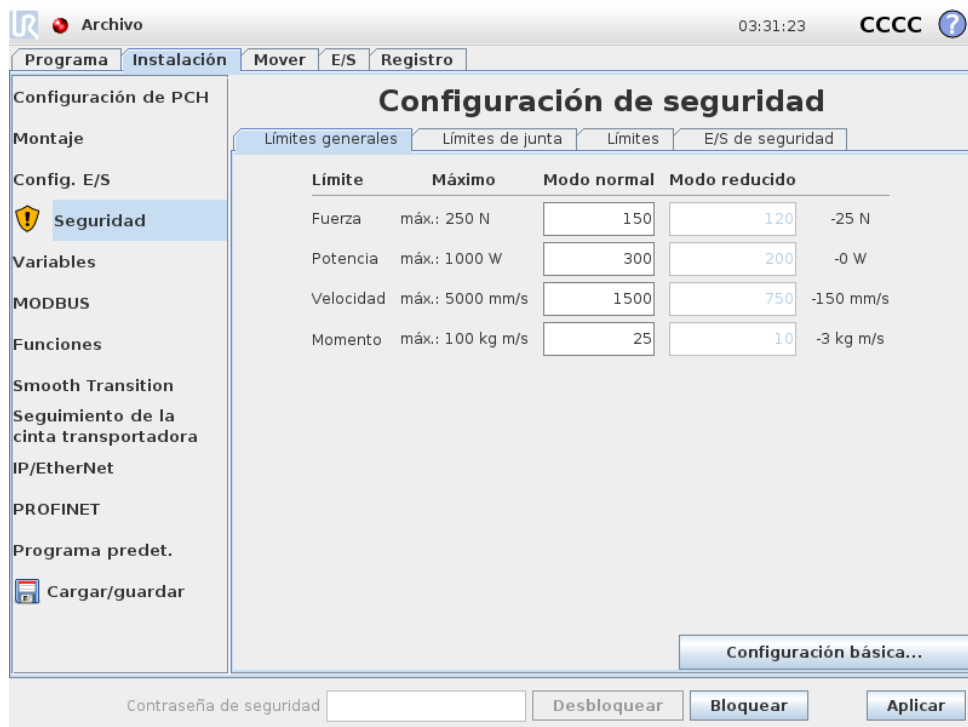 UR Archivo 03:31:23 CCCC ?
Programa Instalación Mover E/S Registro
Configuración de PCH
Montaje
Config. E/S
Seguridad
Variables
MODBUS
Funciones
Smooth Transition
Seguimiento de la
cinta transportadora
IP/EtherNet
PROFINET
Programa predet.
Cargar/guardar
Configuración de seguridad
Límites generales Límites de junta Límites E/S de seguridad
Límite Máximo Modo normal Modo reducido
Fuerza máx.: 250 N 150 120 -25 N
Potencia máx.: 1000 W 300 200 -0 W
Velocidad máx.: 5000 mm/s 1500 750 -150 mm/s
Momento máx.: 100 kg m/s 25 10 -3 kg m/s
Configuración básica...
Contraseña de seguridad Desbloquear Bloquear Aplicar